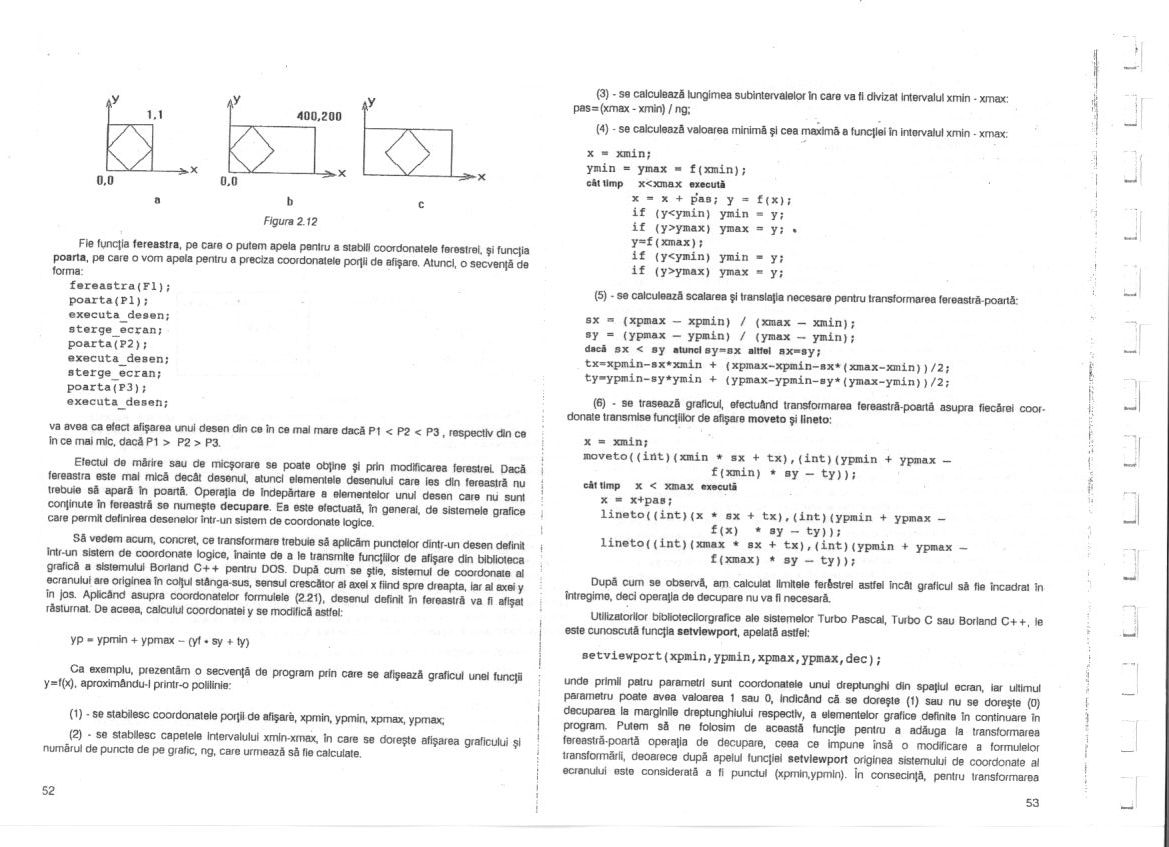 y
1,1
x
0,0
a
y
400,200
x
0,0
b
y
x
c
Figura 2.12
Fie funcţia fereastra, pe care o putem apela pentru a stabili coordonatele ferestrei, şi funcţia
poarta, pe care o vom apela pentru a preciza coordonatele porţii de afişare. Atunci, o secvenţă de
forma:
fereastra(F1);
poarta(P1);
executa_desen;
sterge_ecran;
poarta(P2);
executa_desen;
sterge_ecran;
poarta(P3);
executa_desen;
va avea ca efect afişarea unui desen din ce în ce mai mare dacă P1 < P2 < P3 , respectiv din ce
în ce mai mic, dacă P1 > P2 > P3.
Efectul de mărire sau de micşorare se poate obţine şi prin modificarea ferestrei. Dacă
fereastra este mai mică decât desenul, atunci elementele desenului care ies din fereastră nu
trebuie să apară în poartă. Operaţia de îndepărtare a elementelor unui desen care nu sunt
conţinute în fereastră se numeşte decupare. Ea este efectuată, în general, de sistemele grafice
care permit definirea desenelor într-un sistem de coordonate logice.
Să vedem acum, concret, ce transformare trebuie să aplicăm punctelor dintr-un desen definit
într-un sistem de coordonate logice, înainte de a le transmite funcţiilor de afişare din biblioteca
grafică a sistemului Borland C++ pentru DOS. După cum se ştie, sistemul de coordonate al
ecranului are originea în colţul stânga-sus, sensul crescător al axei x fiind spre dreapta, iar al axei y
în jos. Aplicând asupra coordonatelor formulele (2.21), desenul definit în fereastră va fi afişat
răsturnat. De aceea, calculul coordonatei y se modifică astfel:
yp = ypmin + ypmax – (yf • sy + ty)
Ca exemplu, prezentăm o secvenţă de program prin care se afişează graficul unei funcţii
y=f(x), aproximându-l printr-o polilinie:
(1) - se stabilesc coordonatele porţii de afişare, xpmin, ypmin, xpmax, ypmax;
(2) - se stabilesc capetele intervalului xmin-xmax, în care se doreşte afişarea graficului şi
numărul de puncte de pe grafic, ng, care urmează să fie calculate.
52
(3) - se calculează lungimea subintervalelor în care va fi divizat intervalul xmin - xmax:
pas=(xmax - xmin) / ng;
(4) - se calculează valoarea minimă şi cea maximă a funcţiei în intervalul xmin - xmax:
x = xmin;
ymin = ymax = f(xmin);
cât timp x<xmax execută
x = x + pas; y = f(x);
if (y<ymin) ymin = y;
if (y>ymax) ymax = y;
y=f(xmax);
if (y<ymin) ymin = y;
if (y>ymax) ymax = y;
(5) - se calculează scalarea şi translaţia necesare pentru transformarea fereastră-poartă:
sx = (xpmax – xpmin) / (xmax – xmin);
sy = (ypmax – ypmin) / (ymax – ymin);
dacă sx < sy atunci sy=sx altfel sx=sy;
tx=xpmin-sx*xmin + (xpmax-xpmin-sx*(xmax-xmin))/2;
ty=ypmin-sy*ymin + (ypmax-ypmin-sy*(ymax-ymin))/2;
(6) - se trasează graficul, efectuând transformarea fereastră-poartă asupra fiecărei coor-
donate transmise funcţiilor de afişare moveto şi lineto:
x = xmin;
moveto((int)(xmin * sx + tx),(int)(ypmin + ypmax –
f(xmin) * sy – ty));
cât timp x < xmax execută
x = x+pas;
lineto((int)(x * sx + tx),(int)(ypmin + ypmax –
f(x) * sy – ty));
lineto((int)(xmax * sx + tx),(int)(ypmin + ypmax –
f(xmax) * sy – ty));
După cum se observă, am calculat limitele ferestrei astfel încât graficul să fie încadrat în
întregime, deci operaţia de decupare nu va fi necesară.
Utilizatorilor bibliotecilorgrafice ale sistemelor Turbo Pascal, Turbo C sau Borland C++, le
este cunoscută funcţia setviewport, apelată astfel:
setviewport(xpmin,ypmin,xpmax,ypmax,dec);
unde primii patru parametri sunt coordonatele unui dreptunghi din spaţiul ecran, iar ultimul
parametru poate avea valoarea 1 sau 0, indicând că se doreşte (1) sau nu se doreşte (0)
decuparea la marginile dreptunghiului respectiv, a elementelor grafice definite în continuare în
program. Putem să ne folosim de această funcţie pentru a adăuga la transformarea
fereastră-poartă operaţia de decupare, ceea ce impune însă o modificare a formulelor
transformării, deoarece după apelul funcţiei setviewport originea sistemului de coordonate al
ecranului este considerată a fi punctul (xpmin,ypmin). În consecinţă, pentru transformarea
53